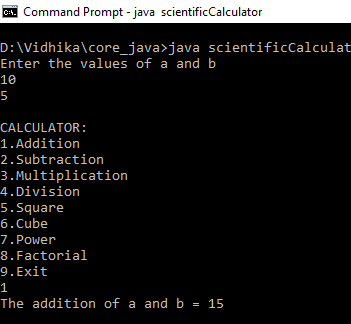 Command Prompt - java scientificCalculator
D:\Vidhika\core_java>java scientificCalculat
Enter the values of a and b
10
5
CALCULATOR:
1.Addition
2.Subtraction
3.Multiplication
4.Division
5.Square
6.Cube
7.Power
8.Factorial
9.Exit
1
The addition of a and b = 15